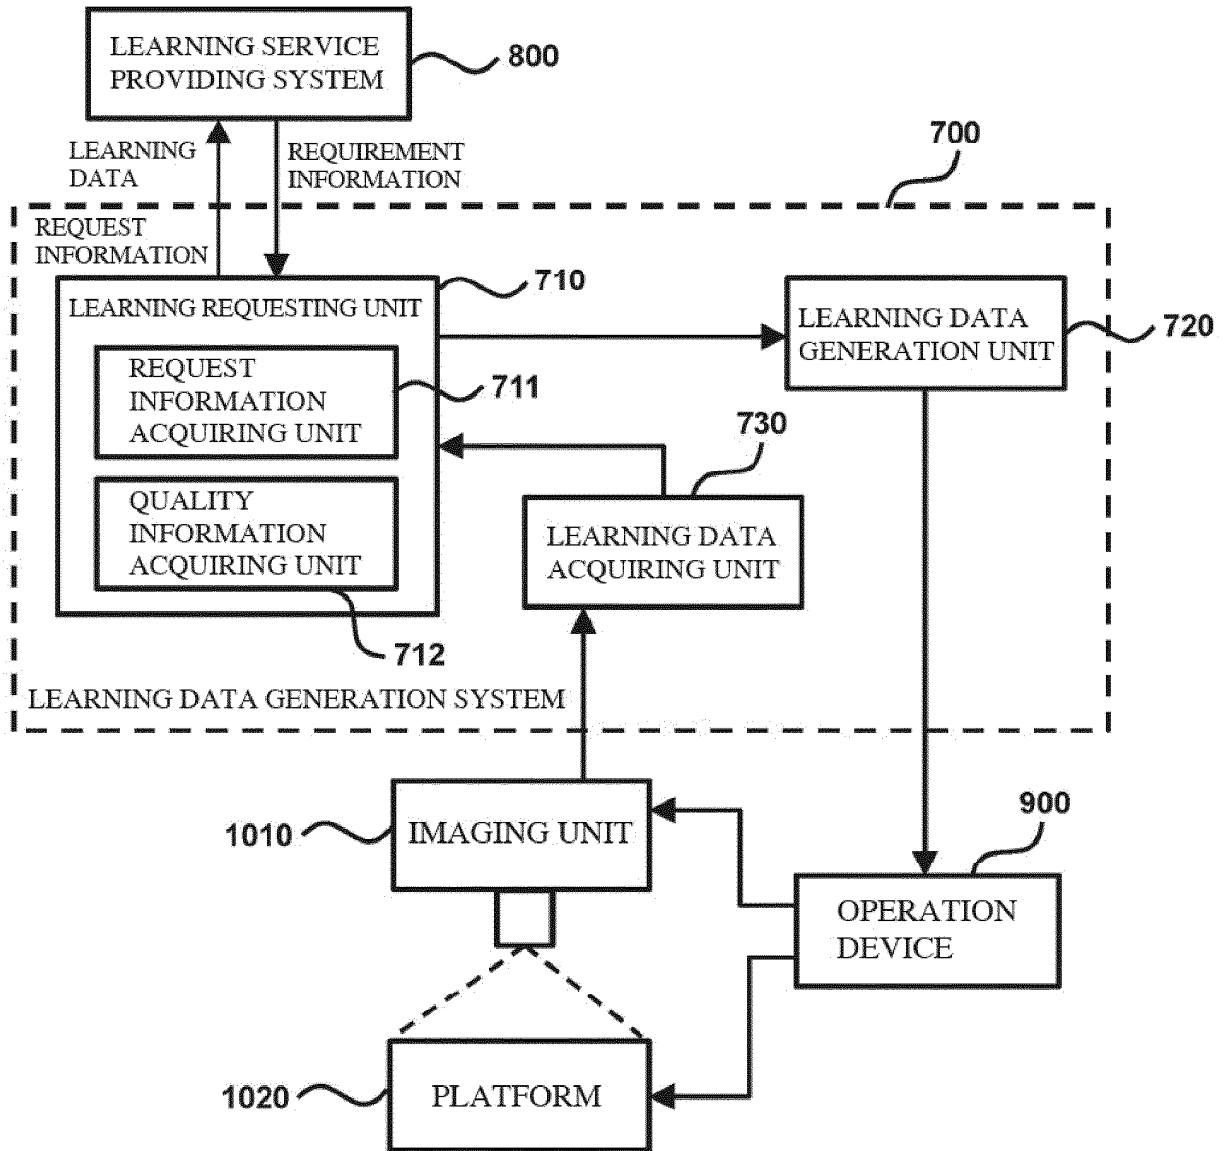 LEARNING SERVICE
PROVIDING SYSTEM
800
LEARNING
DATA
REQUIREMENT
INFORMATION
700
REQUEST
INFORMATION
710
LEARNING REQUESTING UNIT
LEARNING DATA
GENERATION UNIT
720
REQUEST
INFORMATION
ACQUIRING UNIT
711
730
QUALITY
INFORMATION
ACQUIRING UNIT
LEARNING DATA
ACQUIRING UNIT
712
LEARNING DATA GENERATION SYSTEM
1010
IMAGING UNIT
900
OPERATION
DEVICE
1020
PLATFORM